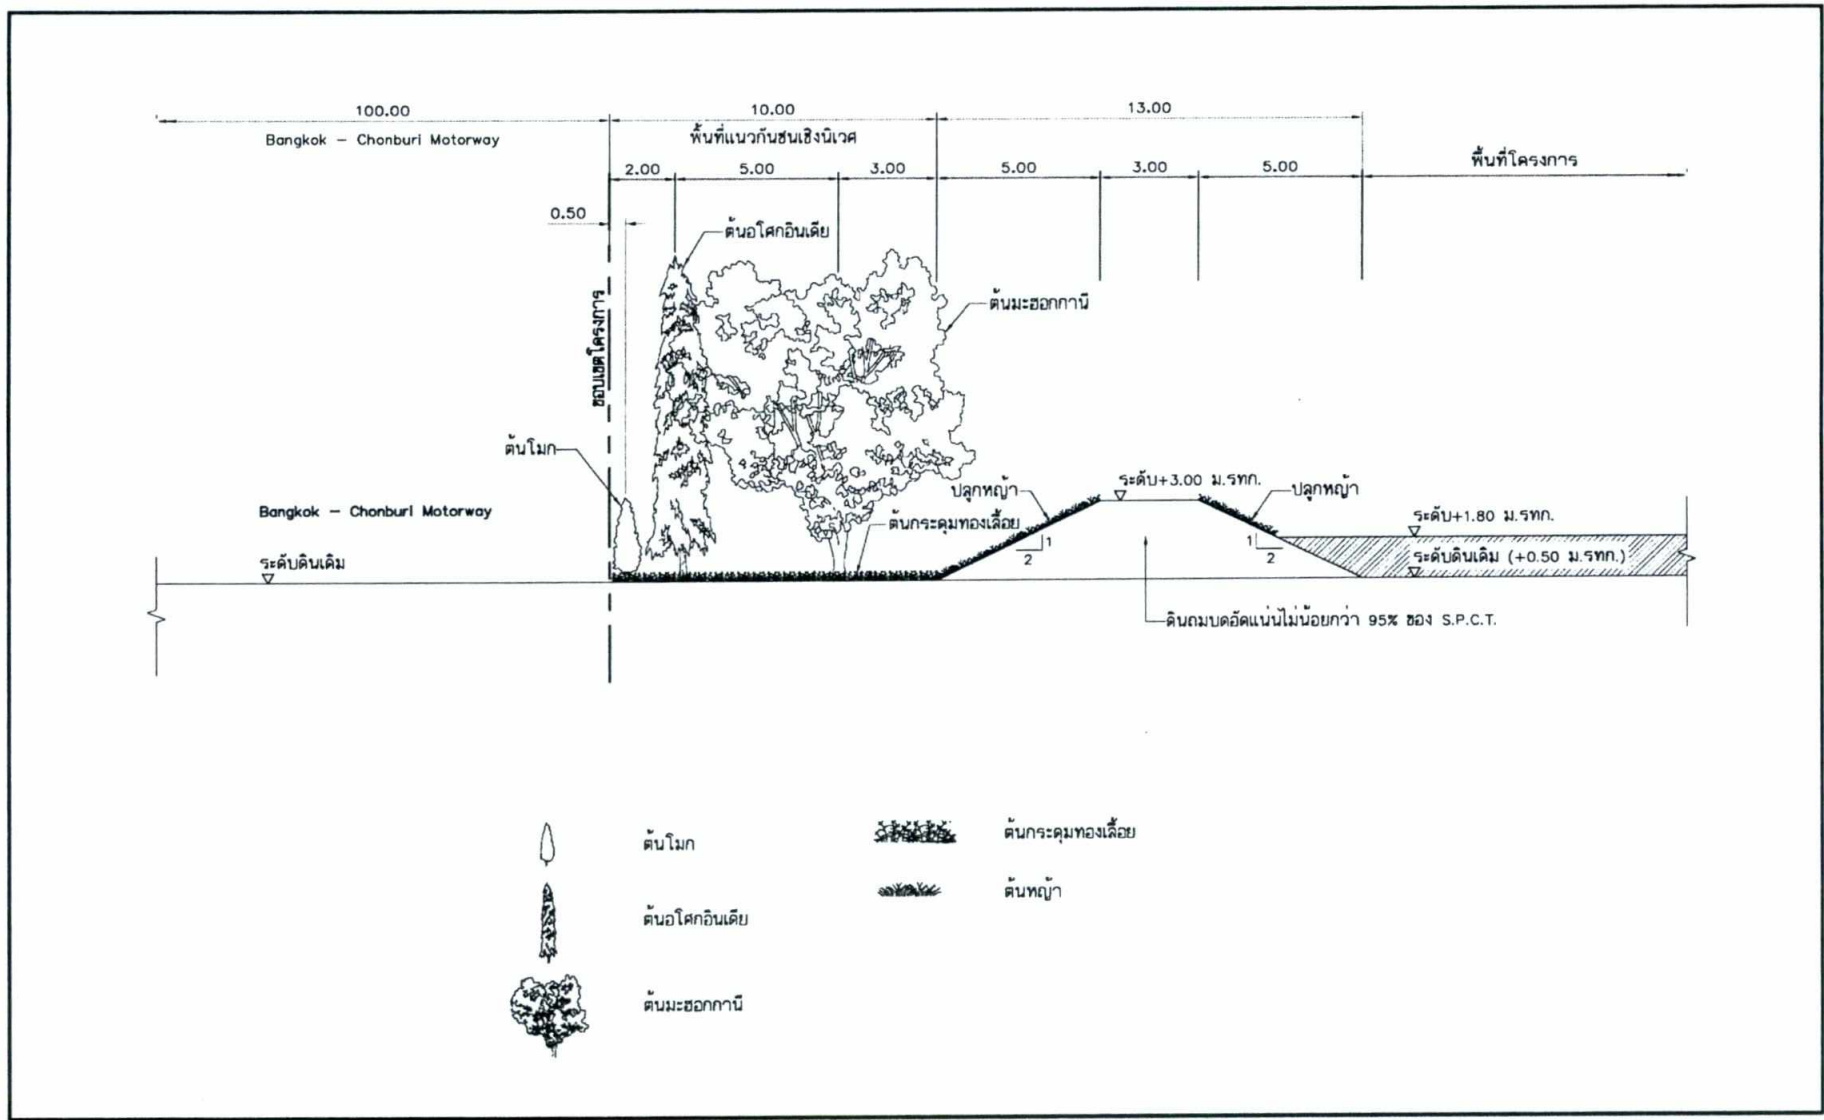 100.00
10.00
13.00
Bangkok - Chonburi Motorway
พื้นที่แนวกันชนเชิงนิเวศ
พื้นที่โครงการ
2.00
5.00
3.00
5.00
3.00
5.00
0.50
ต้นอโศกอินเดีย
ขอบเขตโครงการ
ต้นมะฮอกกานี
ต้นโมก
ระดับ+3.00 ม.รทก.
ปลูกหญ้า
ปลูกหญ้า
Bangkok - Chonburi Motorway
ต้นกระดุมทองเลื้อย
ระดับ+1.80 ม.รทก.
1
2
1
2
ระดับดินเดิม
ระดับดินเดิม (+0.50 ม.รทก.)
ดินถมบดอัดแน่นไม่น้อยกว่า 95% ของ S.P.C.T.
ต้นโมก
ต้นกระดุมทองเลื้อย
ต้นหญ้า
ต้นอโศกอินเดีย
ต้นมะฮอกกานี